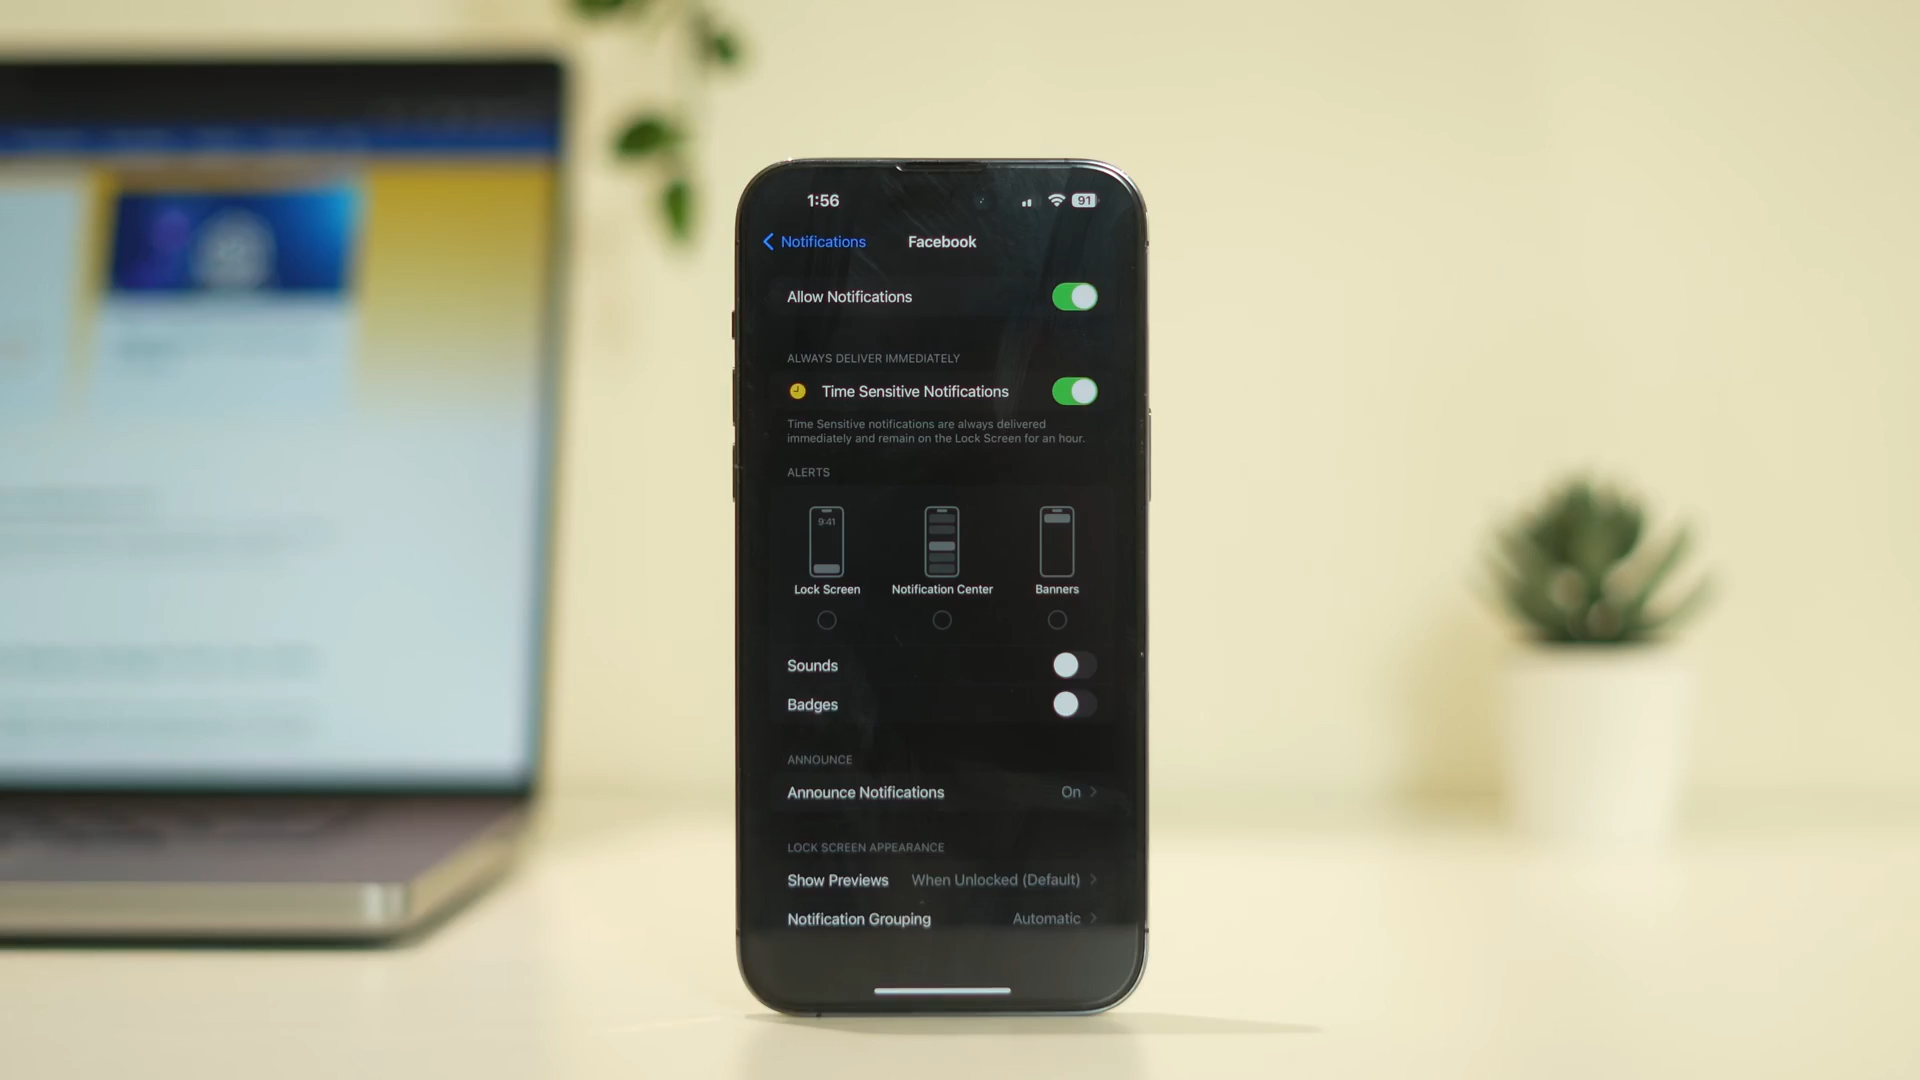 1:56
91
Notifications
Facebook
Allow Notifications
ALWAYS DELIVER IMMEDIATELY
Time Sensitive Notifications
Time Sensitive notifications are always delivered
immediately and remain on the Lock Screen for an hour.
ALERTS
9:41
Lock Screen
Notification Center
Banners
Sounds
Badges
ANNOUNCE
Announce Notifications
On
LOCK SCREEN APPEARANCE
Show Previews
When Unlocked (Default)
Notification Grouping
Automatic